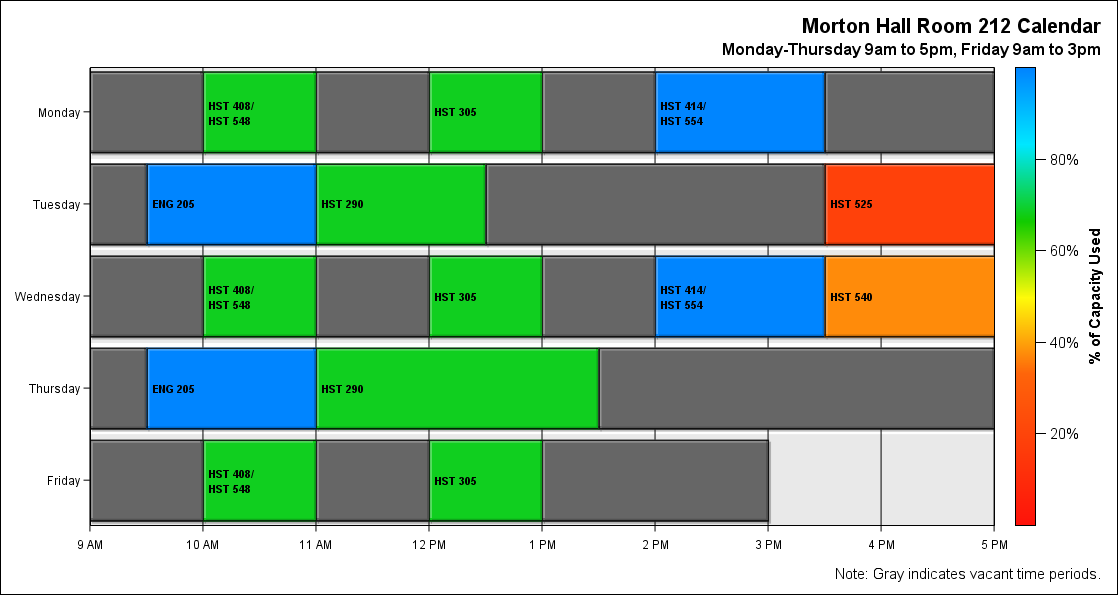 Morton Hall Room 212 Calendar
Monday-Thursday 9am to 5pm, Friday 9am to 3pm
Monday
HST 408/
HST 548
HST 305
HST 414/
HST 554
Tuesday
ENG 205
HST 290
HST 525
Wednesday
HST 408/
HST 548
HST 305
HST 414/
HST 554
HST 540
Thursday
ENG 205
HST 290
Friday
HST 408/
HST 548
HST 305
9 AM
10 AM
11 AM
12 PM
1 PM
2 PM
3 PM
4 PM
5 PM
80%
60%
40%
20%
% of Capacity Used
Note: Gray indicates vacant time periods.